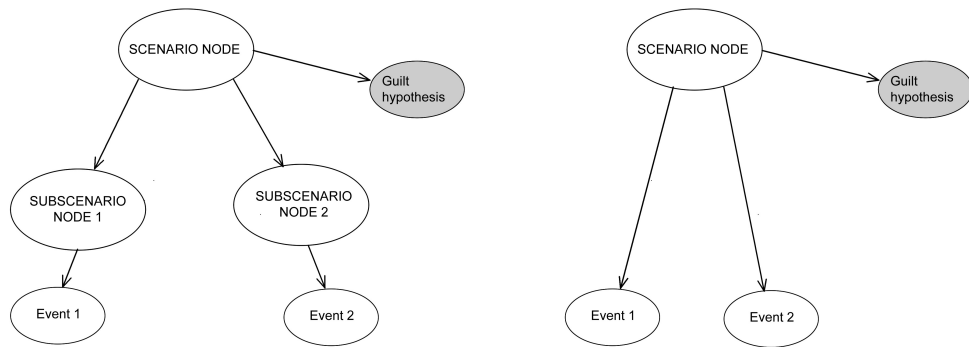 SCENARIO NODE
Guilt
hypothesis
SUBSCENARIO
NODE 1
SUBSCENARIO
NODE 2
Event 1
Event 2
SCENARIO NODE
Guilt
hypothesis
Event 1
Event 2